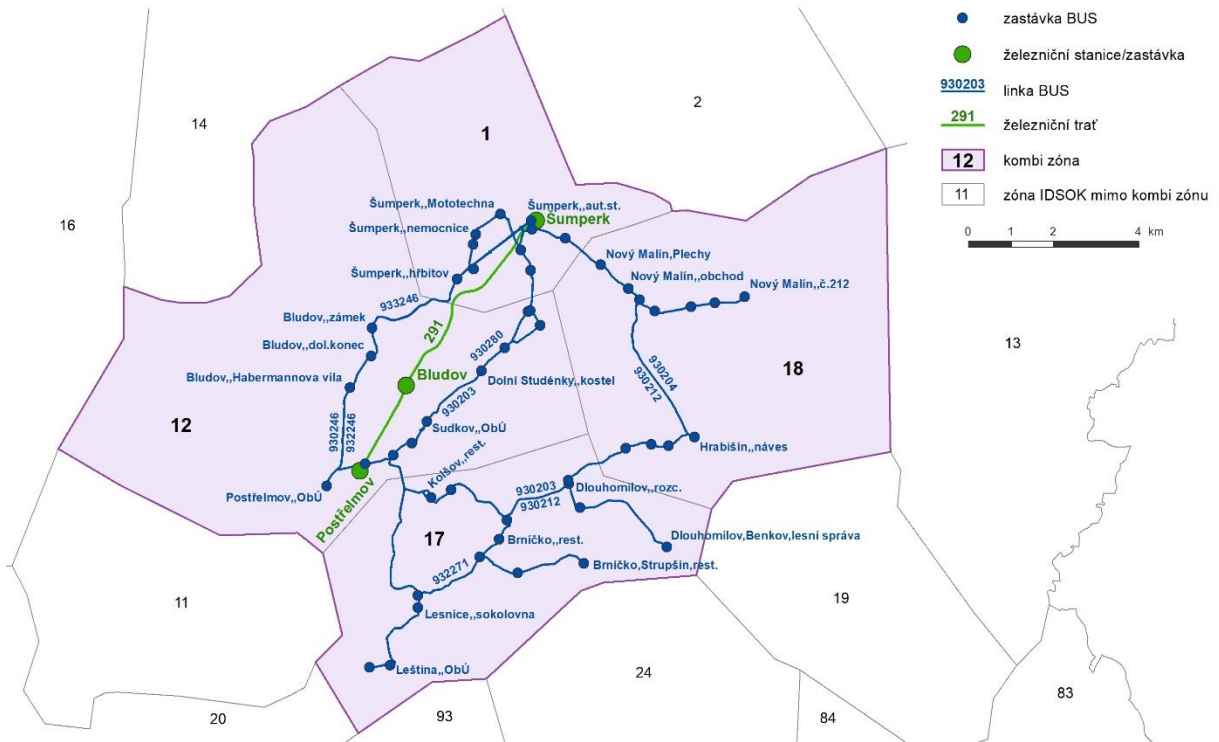 zastávka BUS
železniční stanice/zastávka
930203
linka BUS
291
železniční trať
12
kombi zóna
11
zóna IDSOK mimo kombi zónu
0 1 2 4 km
14
1
2
16
Šumperk,,Mototechna
Šumperk,,aut.st.
Šumperk
Šumperk,,nemocnice
Šumperk,,hřbitov
Nový Malín,Plechy
Nový Malín,,obchod
Nový Malín,,č.212
933246
Bludov,,zámek
291
Bludov,,dol.konec
930280
13
Bludov,,Habermannova vila
Bludov
Dolní Studénky,,kostel
930204
930212
18
12
930203
930246
932246
Sudkov,,ObÚ
Hrabišín,,náves
Kolšov,,rest.
Postřelmov,,ObÚ
Postřelmov
930203
930212
Dlouhomilov,,rozc.
17
Brníčko,,rest.
Dlouhomilov,Benkov,lesní správa
932271
Brníčko,Strupšín,rest.
11
19
Lesnice,,sokolovna
Leština,,ObÚ
24
83
20
93
84